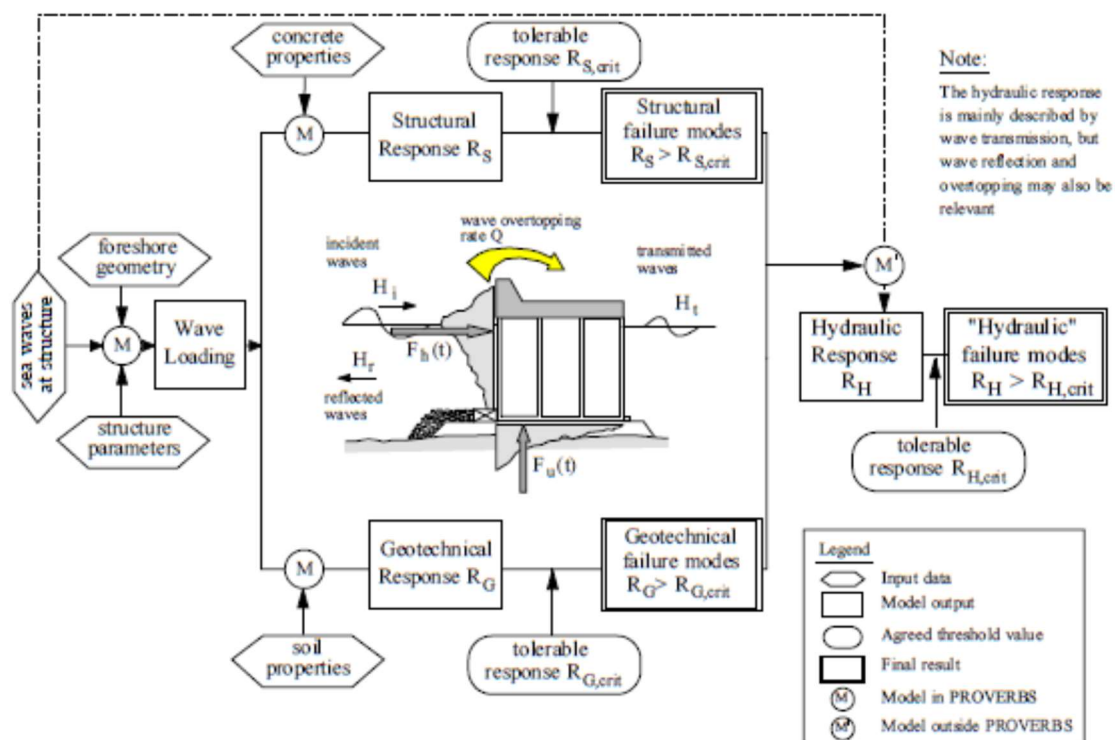 concrete
properties
tolerable
response R_S,crit
Note:
The hydraulic response
is mainly described by
wave transmission, but
wave reflection and
overtopping may also be
relevant
M
Structural
Response R_S
Structural
failure modes
R_S > R_S,crit
foreshore
geometry
sea waves
at structure
M
Wave
Loading
structure
parameters
wave overtopping
rate Q
incident
waves
transmitted
waves
H_i
H_t
F_h(t)
H_r
reflected
waves
F_u(t)
M'
Hydraulic
Response
R_H
"Hydraulic"
failure modes
R_H > R_H,crit
tolerable
response R_H,crit
M
Geotechnical
Response R_G
Geotechnical
failure modes
R_G > R_G,crit
soil
properties
tolerable
response R_G,crit
Legend
Input data
Model output
Agreed threshold value
Final result
M Model in PROVERBS
M' Model outside PROVERBS